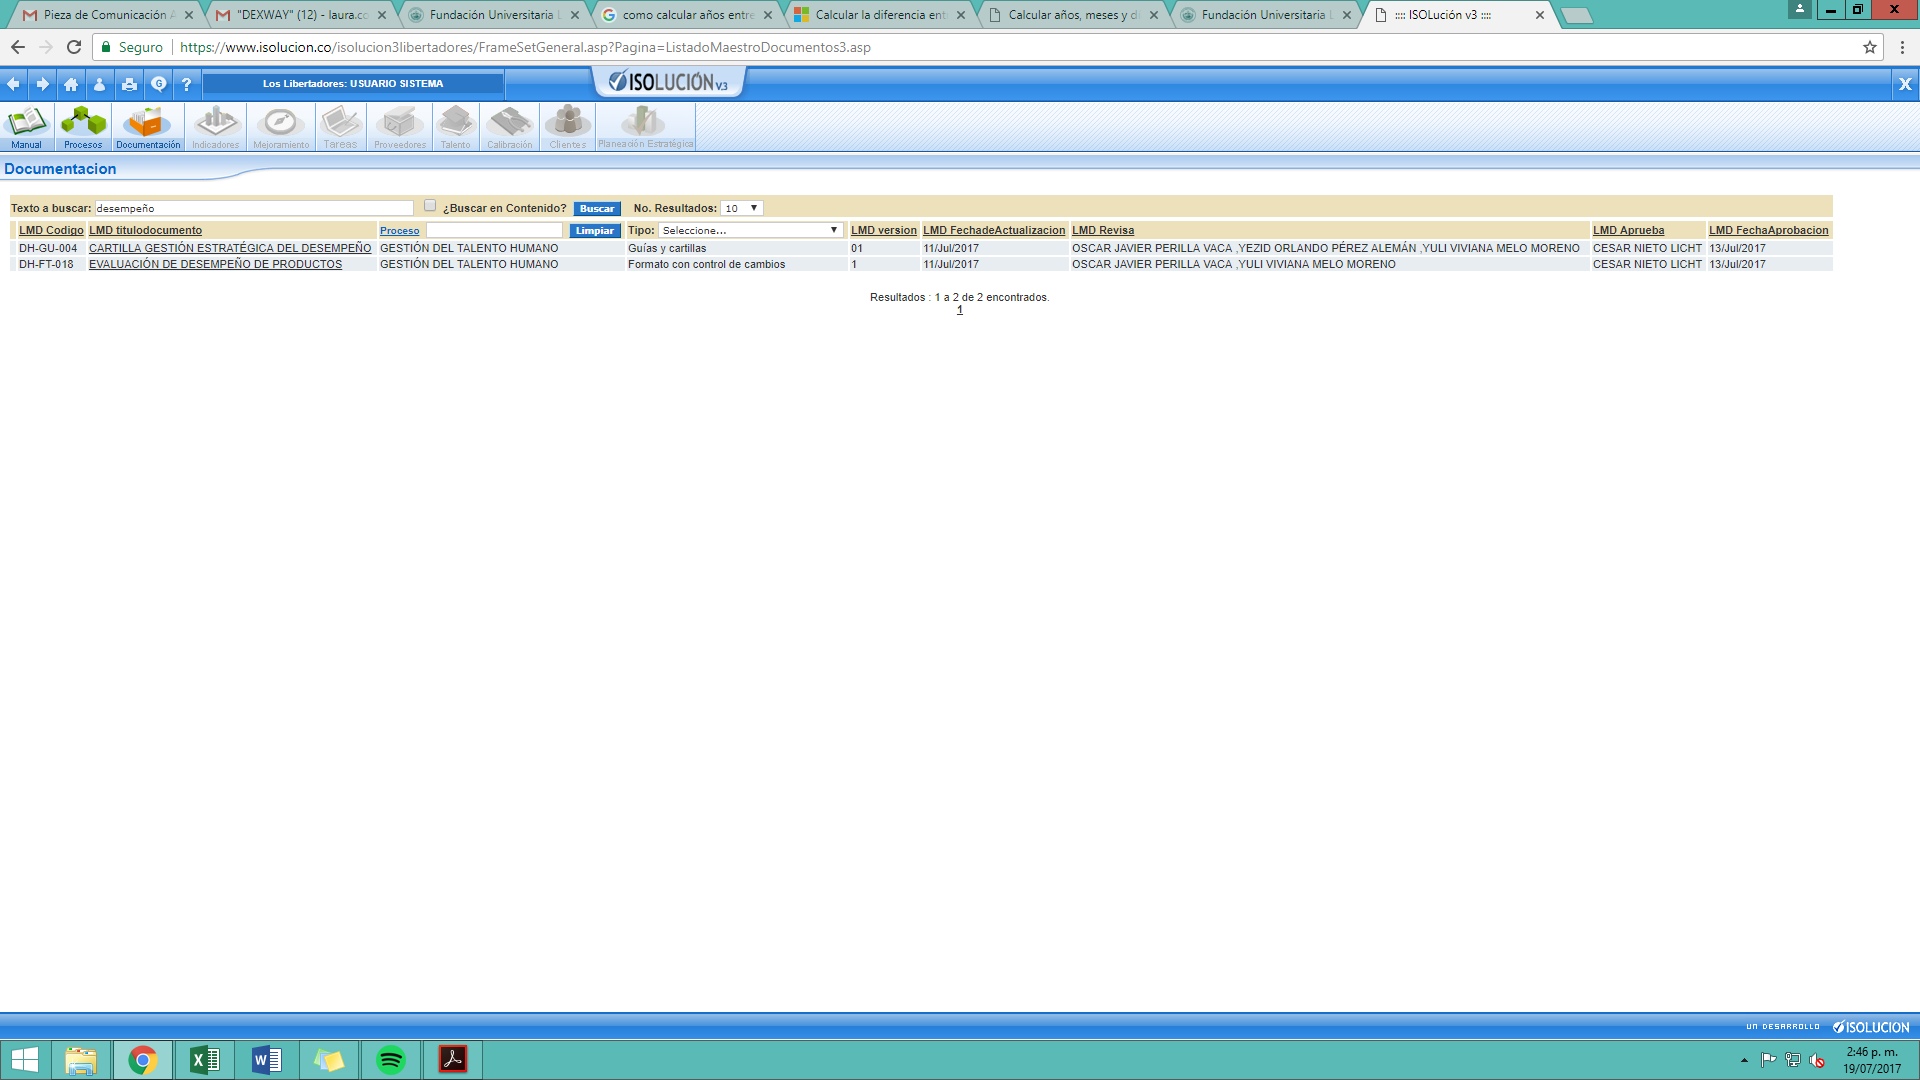 Pieza de Comunicación A
"DEXWAY" (12) - laura.co
Fundación Universitaria L
como calcular años entre
Calcular la diferencia ent
Calcular años, meses y d
Fundación Universitaria L
:::: ISOLución v3 ::::
Seguro
https://www.isolucion.co/isolucion3libertadores/FrameSetGeneral.asp?Pagina=ListadoMaestroDocumentos3.asp
Los Libertadores: USUARIO SISTEMA
ISOLUCIÓN V.3
X
Manual
Procesos
Documentación
Indicadores
Mejoramiento
Tareas
Proveedores
Talento
Calibración
Clientes
Planeación Estratégica
Documentacion
Texto a buscar: desempeño ¿Buscar en Contenido? Buscar No. Resultados: 10
LMD Codigo LMD titulodocumento Proceso Limpiar Tipo: Seleccione... LMD version LMD FechadeActualizacion LMD Revisa LMD Aprueba LMD FechaAprobacion
DH-GU-004 CARTILLA GESTIÓN ESTRATÉGICA DEL DESEMPEÑO GESTIÓN DEL TALENTO HUMANO Guías y cartillas 01 11/Jul/2017 OSCAR JAVIER PERILLA VACA ,YEZID ORLANDO PÉREZ ALEMÁN ,YULI VIVIANA MELO MORENO CESAR NIETO LICHT 13/Jul/2017
DH-FT-018 EVALUACIÓN DE DESEMPEÑO DE PRODUCTOS GESTIÓN DEL TALENTO HUMANO Formato con control de cambios 1 11/Jul/2017 OSCAR JAVIER PERILLA VACA ,YULI VIVIANA MELO MORENO CESAR NIETO LICHT 13/Jul/2017
Resultados : 1 a 2 de 2 encontrados.
1
UN DESARROLLO ISOLUCION
2:46 p. m.
19/07/2017